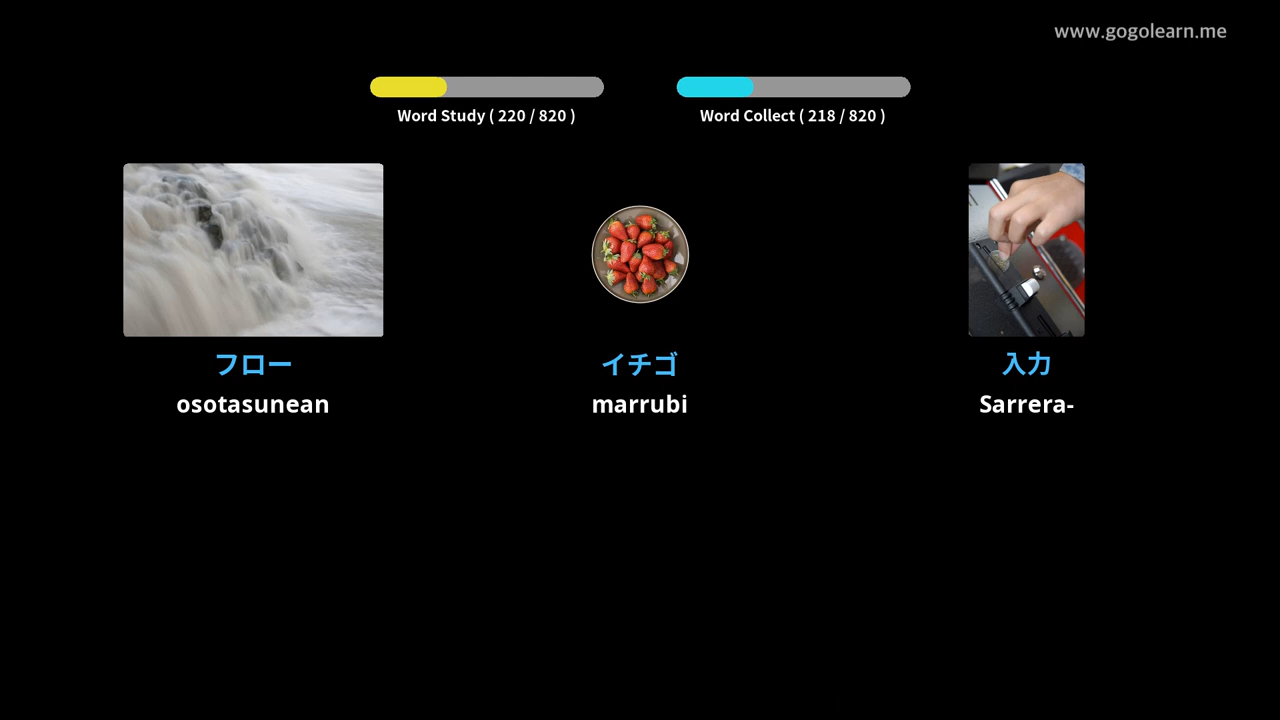 www.gogolearn.me
Word Study ( 220 / 820 )
Word Collect ( 218 / 820 )
フロー
イチゴ
入力
osotasunean
marrubi
Sarrera-